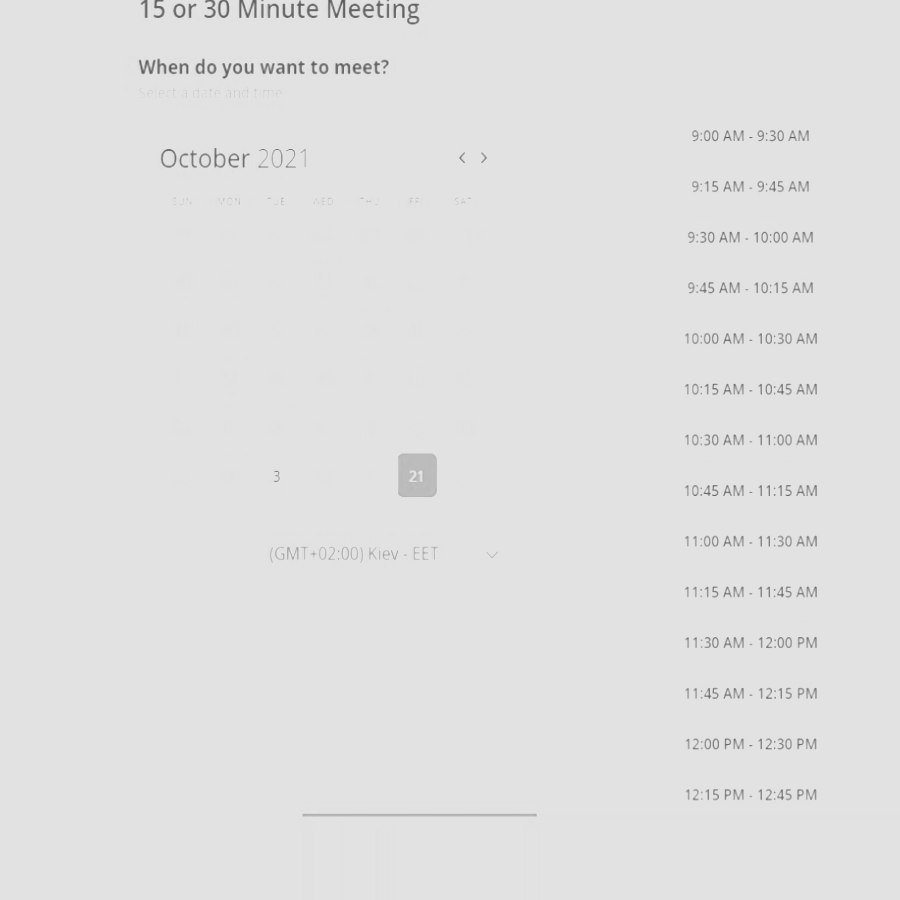 15 or 30 Minute Meeting
When do you want to meet?
Select a date and time
October 2021
SUN MON TUE WED THU FRI SAT
3 21
(GMT+02:00) Kiev - EET
9:00 AM - 9:30 AM
9:15 AM - 9:45 AM
9:30 AM - 10:00 AM
9:45 AM - 10:15 AM
10:00 AM - 10:30 AM
10:15 AM - 10:45 AM
10:30 AM - 11:00 AM
10:45 AM - 11:15 AM
11:00 AM - 11:30 AM
11:15 AM - 11:45 AM
11:30 AM - 12:00 PM
11:45 AM - 12:15 PM
12:00 PM - 12:30 PM
12:15 PM - 12:45 PM